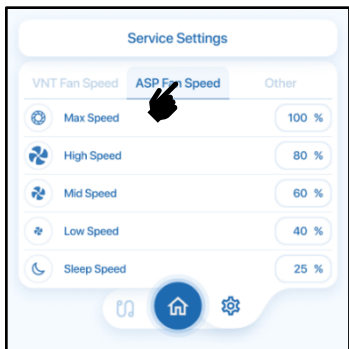 Service Settings
VNT Fan Speed ASP Fan Speed Other
Max Speed 100 %
High Speed 80 %
Mid Speed 60 %
Low Speed 40 %
Sleep Speed 25 %